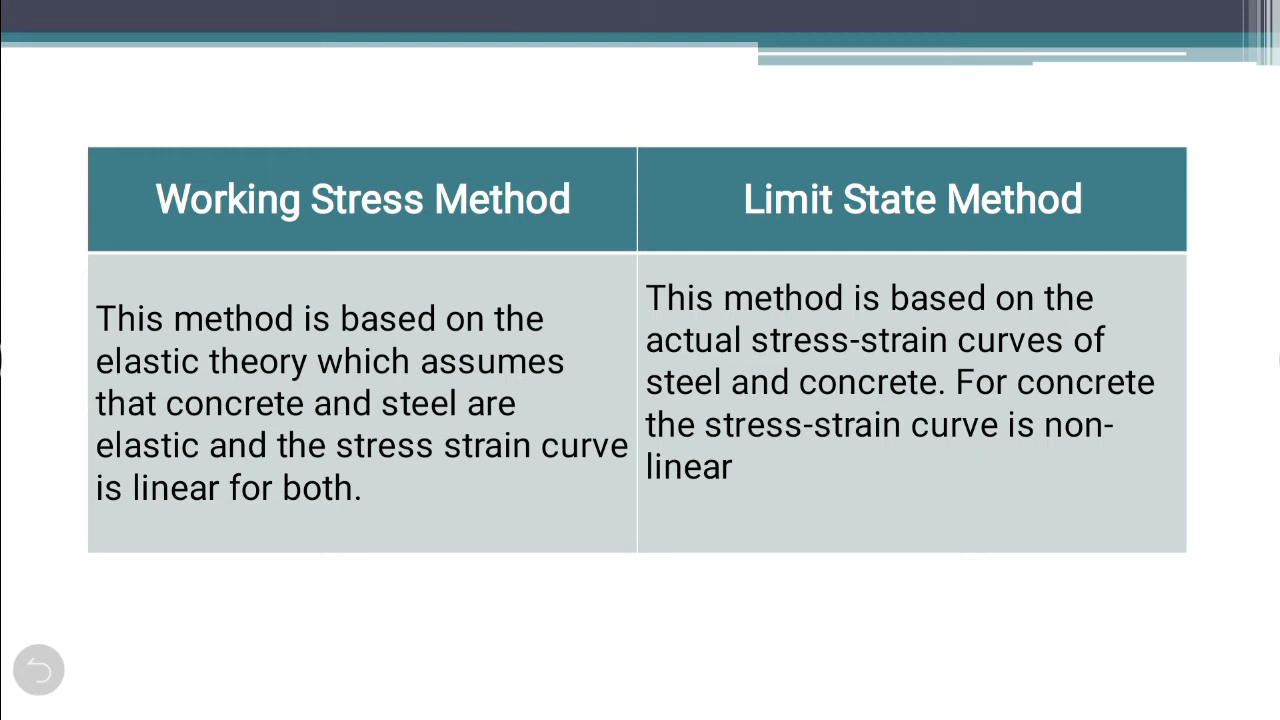 Working Stress Method
Limit State Method
This method is based on the
elastic theory which assumes
that concrete and steel are
elastic and the stress strain curve
is linear for both.
This method is based on the
actual stress-strain curves of
steel and concrete. For concrete
the stress-strain curve is non-
linear